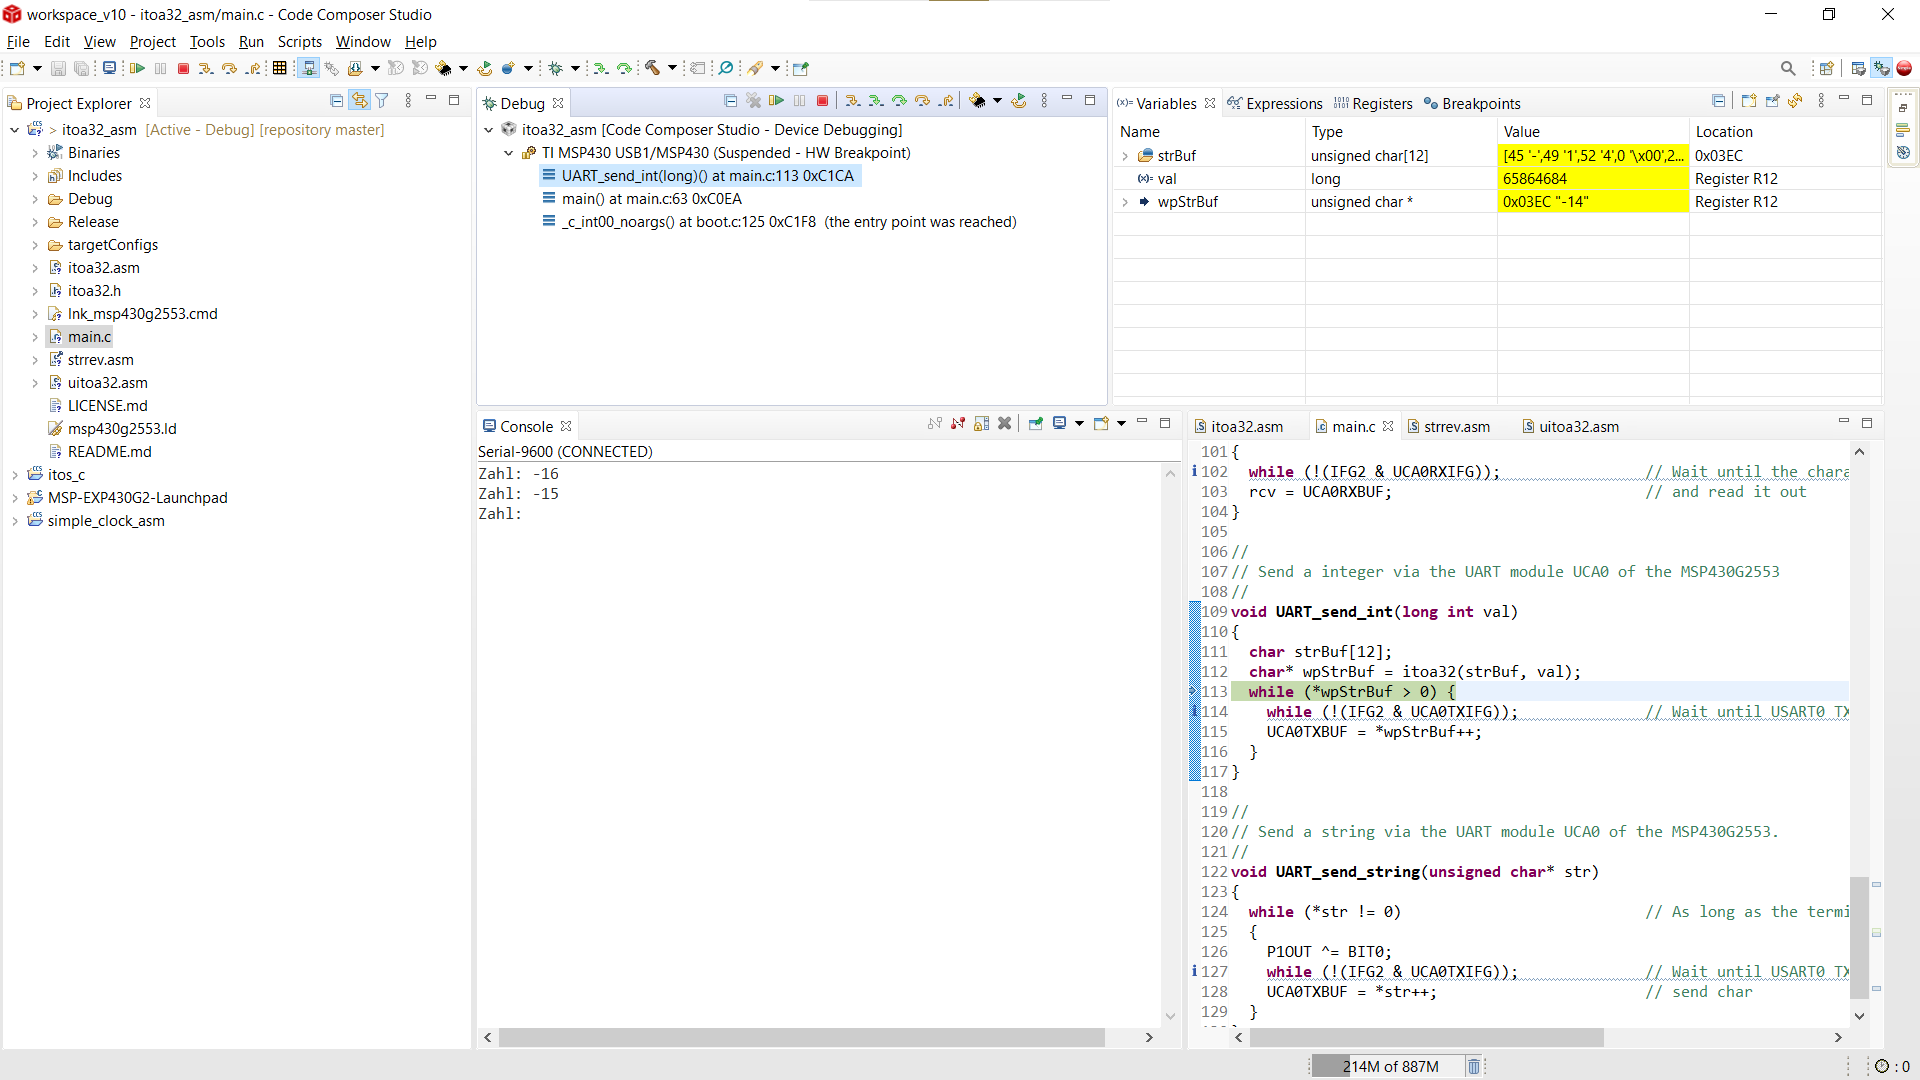 workspace_v10 - itoa32_asm/main.c - Code Composer Studio
File Edit View Project Tools Run Scripts Window Help
Project Explorer
itoa32_asm [Active - Debug] [repository master]
Binaries
Includes
Debug
Release
targetConfigs
itoa32.asm
itoa32.h
lnk_msp430g2553.cmd
main.c
strrev.asm
uitoa32.asm
LICENSE.md
msp430g2553.ld
README.md
itos_c
MSP-EXP430G2-Launchpad
simple_clock_asm
Debug
itoa32_asm [Code Composer Studio - Device Debugging]
TI MSP430 USB1/MSP430 (Suspended - HW Breakpoint)
UART_send_int(long)() at main.c:113 0xC1CA
main() at main.c:63 0xC0EA
_c_int00_noargs() at boot.c:125 0xC1F8 (the entry point was reached)
(x)= Variables Expressions Registers Breakpoints
Name Type Value Location
strBuf unsigned char[12] [45 '-',49 '1',52 '4',0 '\x00',2... 0x03EC
(x)= val long 65864684 Register R12
wpStrBuf unsigned char * 0x03EC "-14" Register R12
Console
Serial-9600 (CONNECTED)
Zahl: -16
Zahl: -15
Zahl:
itoa32.asm main.c strrev.asm uitoa32.asm
101 {
102 while (!(IFG2 & UCA0RXIFG)); // Wait until the chara
103 rcv = UCA0RXBUF; // and read it out
104 }
105
106 //
107 // Send a integer via the UART module UCA0 of the MSP430G2553
108 //
109 void UART_send_int(long int val)
110 {
111 char strBuf[12];
112 char* wpStrBuf = itoa32(strBuf, val);
113 while (*wpStrBuf > 0) {
114 while (!(IFG2 & UCA0TXIFG)); // Wait until USART0 TX
115 UCA0TXBUF = *wpStrBuf++;
116 }
117 }
118
119 //
120 // Send a string via the UART module UCA0 of the MSP430G2553.
121 //
122 void UART_send_string(unsigned char* str)
123 {
124 while (*str != 0) // As long as the termi
125 {
126 P1OUT ^= BIT0;
127 while (!(IFG2 & UCA0TXIFG)); // Wait until USART0 TX
128 UCA0TXBUF = *str++; // send char
129 }
214M of 887M
: 0